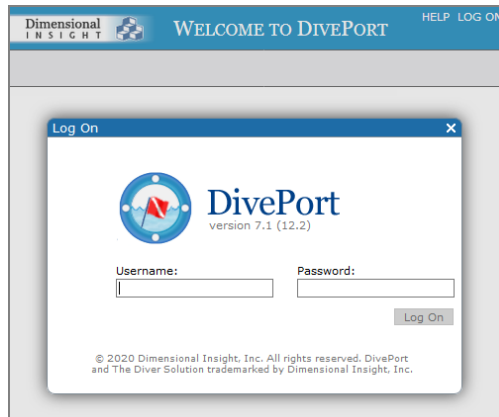 Dimensional
INSIGHT
WELCOME TO DIVEPORT
HELP LOG ON
Log On
DivePort
version 7.1 (12.2)
Username:
Password:
Log On
© 2020 Dimensional Insight, Inc. All rights reserved. DivePort
and The Diver Solution trademarked by Dimensional Insight, Inc.